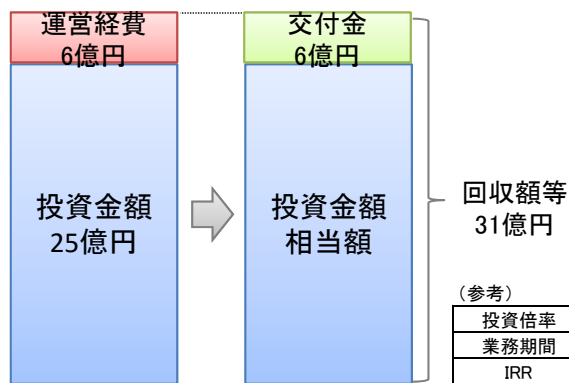 運営経費
6億円
交付金
6億円
投資金額
25億円
投資金額
相当額
回収額等
31億円
（参考）
投資倍率
業務期間
IRR